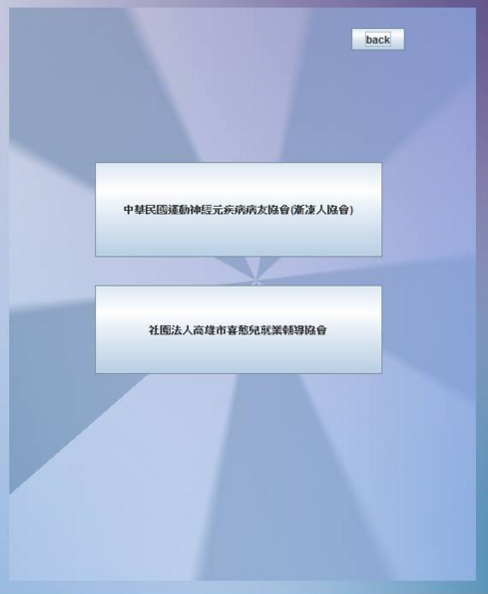 back
中華民國運動神經元疾病病友協會(漸凍人協會)
社團法人高雄市喜憨兒就業輔導協會